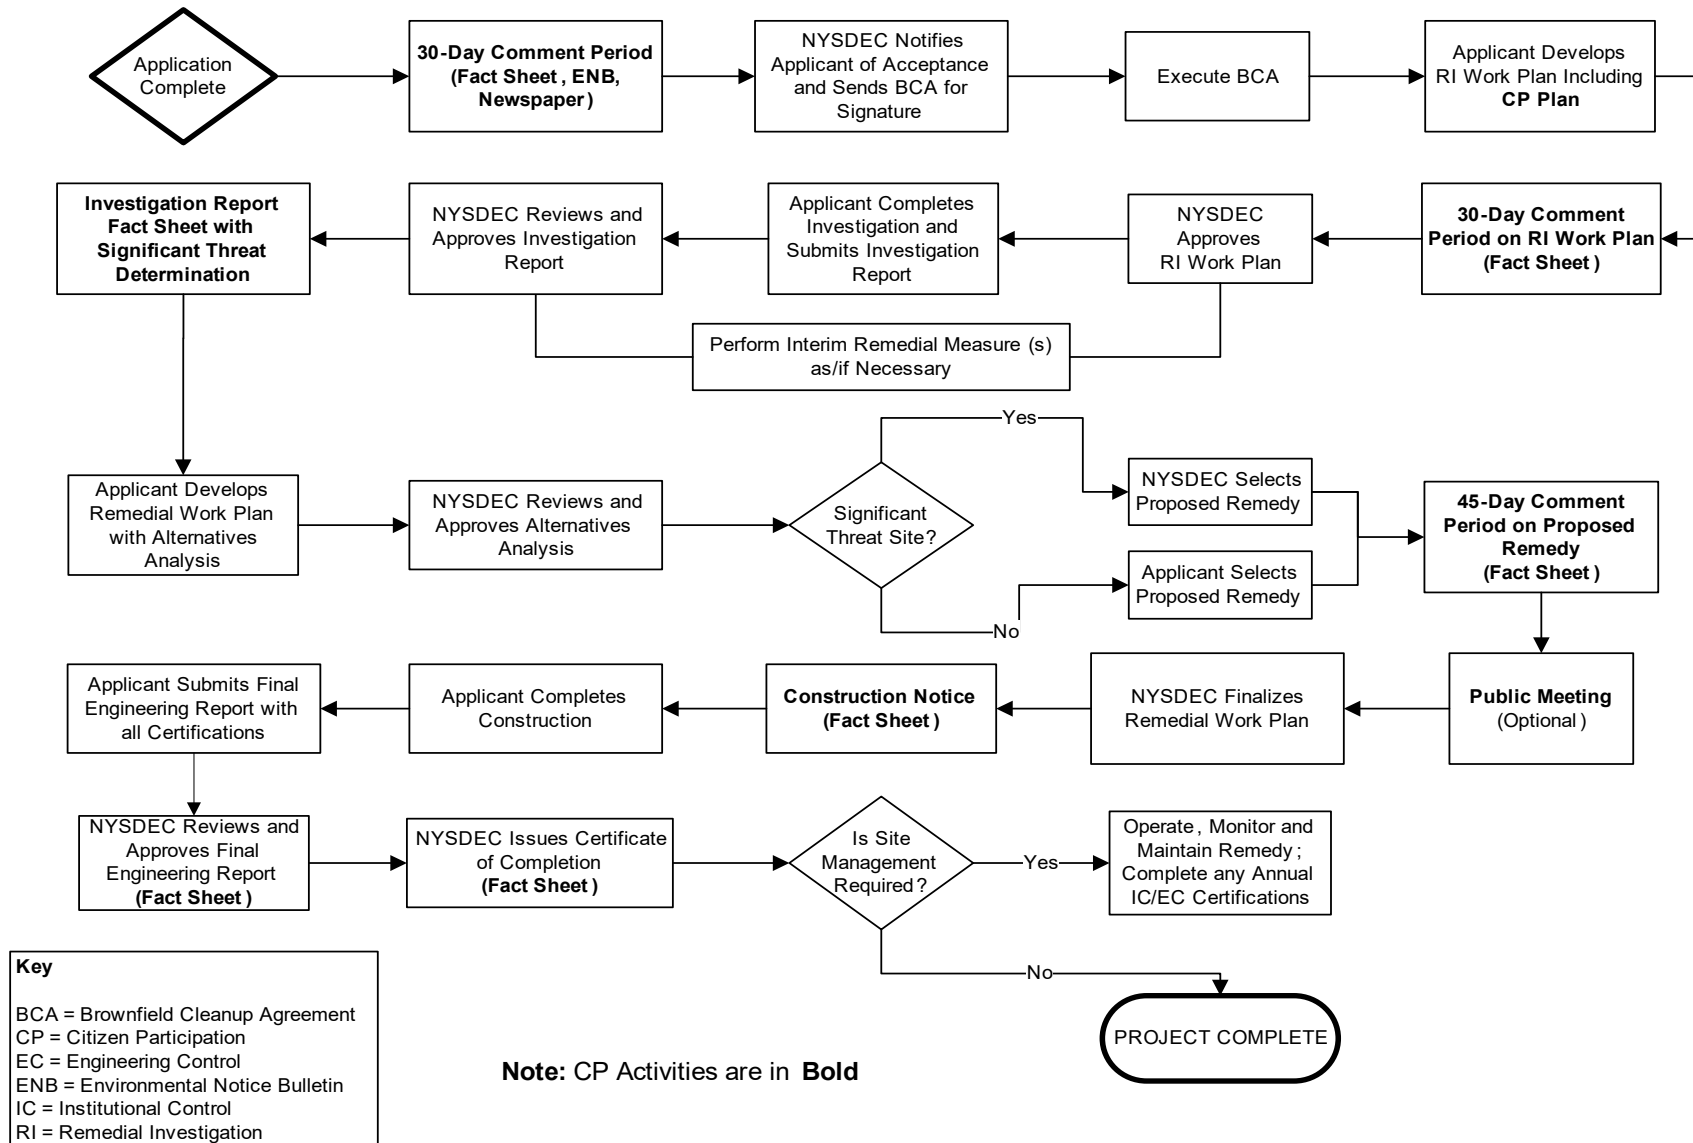 Application
Complete
30-Day Comment Period
(Fact Sheet, ENB,
Newspaper)
NYSDEC Notifies
Applicant of Acceptance
and Sends BCA for
Signature
Execute BCA
Applicant Develops
RI Work Plan Including
CP Plan
30-Day Comment
Period on RI Work Plan
(Fact Sheet)
NYSDEC
Approves
RI Work Plan
Applicant Completes
Investigation and
Submits Investigation
Report
NYSDEC Reviews and
Approves Investigation
Report
Investigation Report
Fact Sheet with
Significant Threat
Determination
Perform Interim Remedial Measure (s)
as/if Necessary
Applicant Develops
Remedial Work Plan
with Alternatives
Analysis
NYSDEC Reviews and
Approves Alternatives
Analysis
Significant
Threat Site?
Yes
NYSDEC Selects
Proposed Remedy
No
Applicant Selects
Proposed Remedy
45-Day Comment
Period on Proposed
Remedy
(Fact Sheet)
Public Meeting
(Optional)
NYSDEC Finalizes
Remedial Work Plan
Construction Notice
(Fact Sheet)
Applicant Completes
Construction
Applicant Submits Final
Engineering Report with
all Certifications
NYSDEC Reviews and
Approves Final
Engineering Report
(Fact Sheet)
NYSDEC Issues Certificate
of Completion
(Fact Sheet)
Is Site
Management
Required?
Yes
Operate, Monitor and
Maintain Remedy;
Complete any Annual
IC/EC Certifications
No
PROJECT COMPLETE
Key
BCA = Brownfield Cleanup Agreement
CP = Citizen Participation
EC = Engineering Control
ENB = Environmental Notice Bulletin
IC = Institutional Control
RI = Remedial Investigation
Note: CP Activities are in Bold